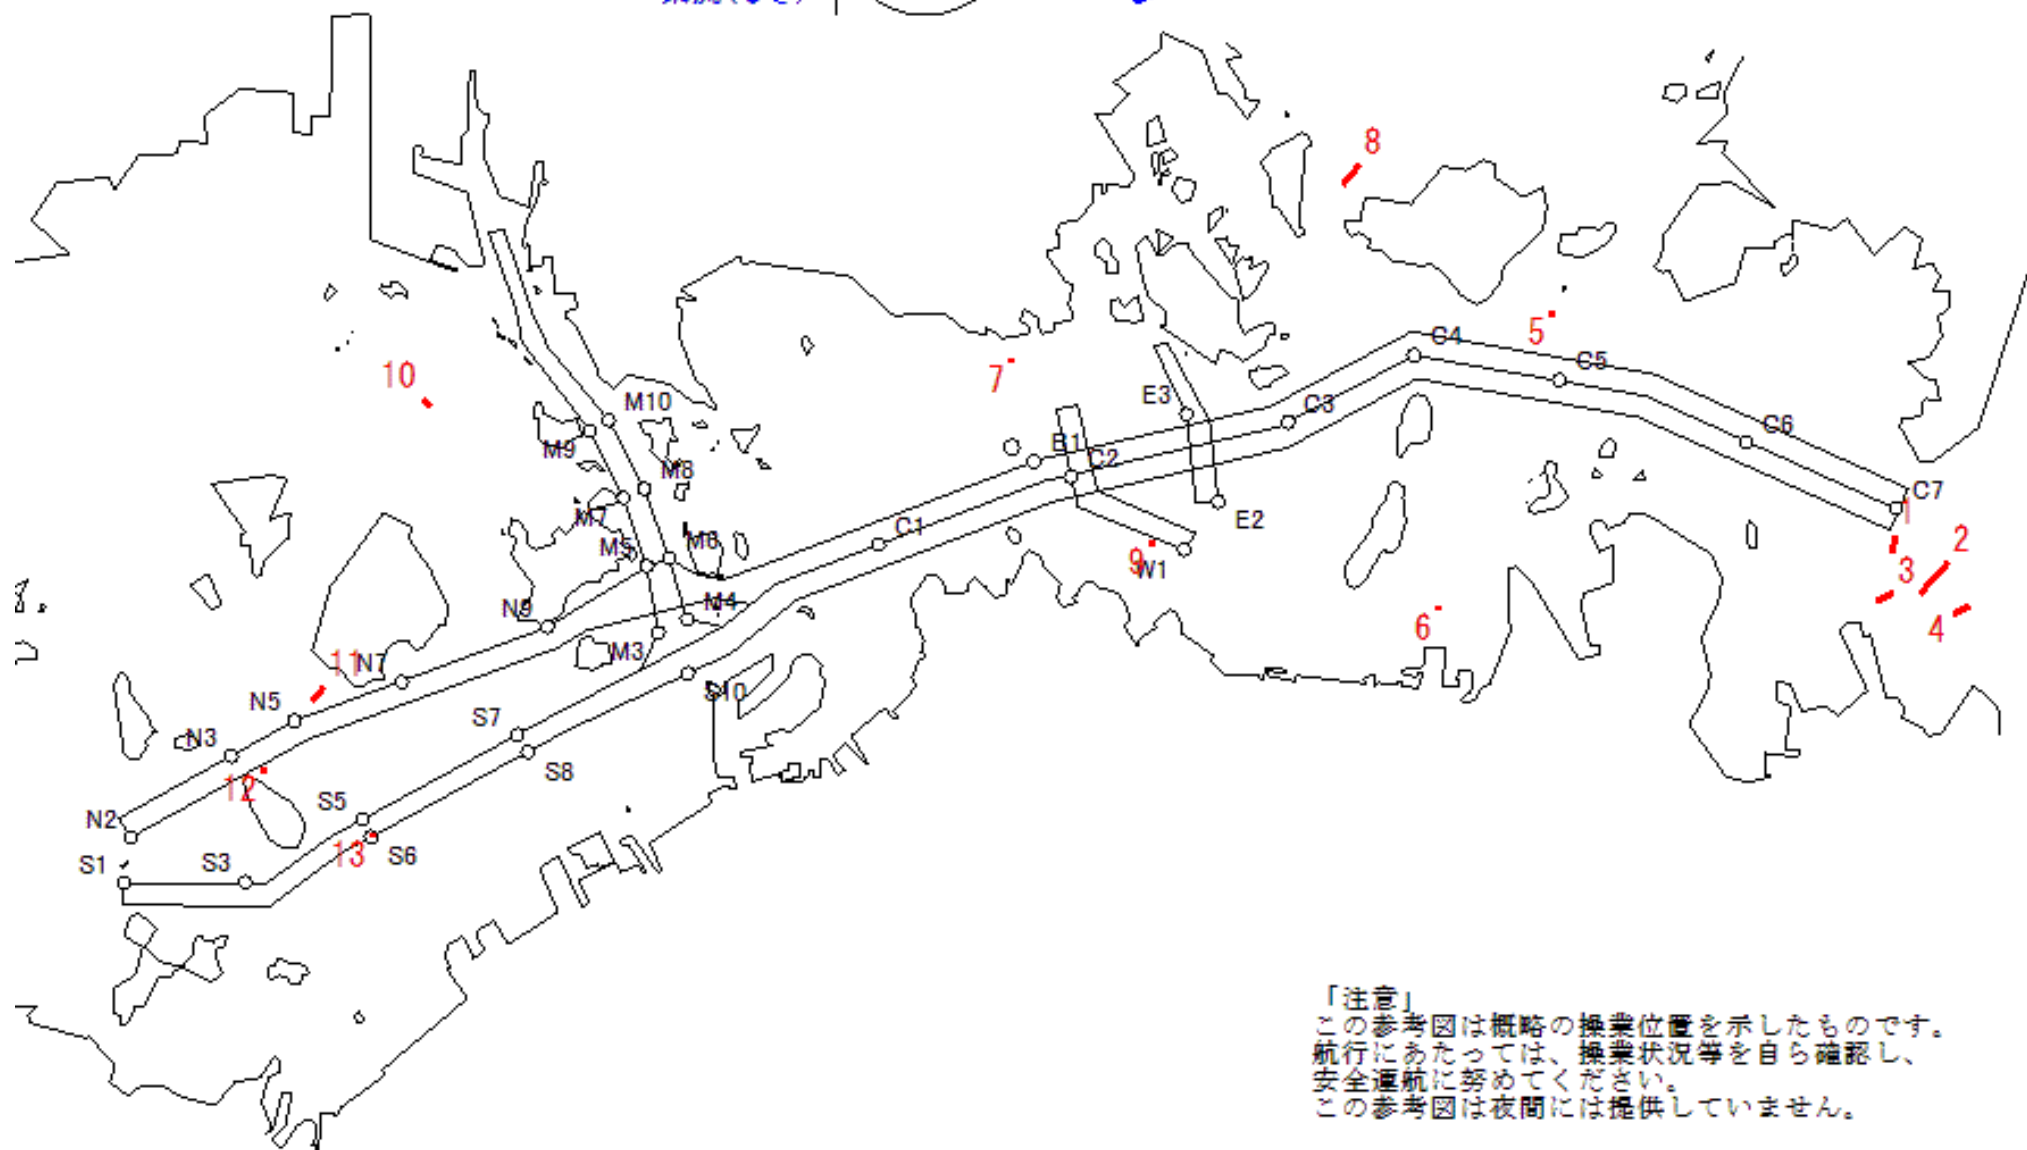 8
C4
5
C5
10
7
M10
E3
C3
C6
M9
B1
C2
M8
C7
M7
E2
1
M5
M6
C1
9
W1
2
3
N9
M4
6
4
11
N7
M3
N5
S10
S7
N3
S8
12
S5
N2
13
S6
S1
S3
「注意」
この参考図は概略の操業位置を示したものです。
航行にあたっては、操業状況等を自ら確認し、
安全運航に努めてください。
この参考図は夜間には提供していません。